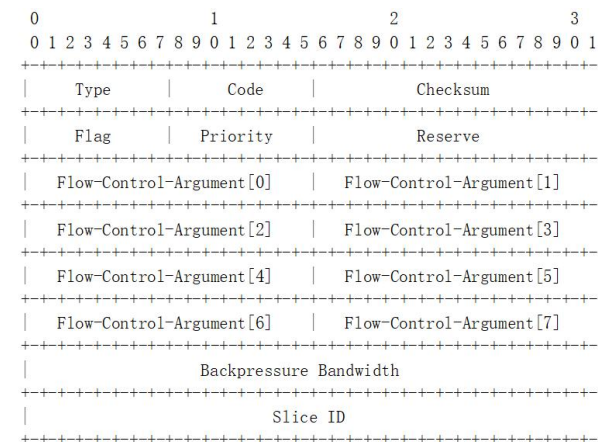 0 1 2 3
0 1 2 3 4 5 6 7 8 9 0 1 2 3 4 5 6 7 8 9 0 1 2 3 4 5 6 7 8 9 0 1
+-+-+-+-+-+-+-+-+-+-+-+-+-+-+-+-+-+-+-+-+-+-+-+-+-+-+-+-+-+-+-+-
| Type | Code | Checksum
+-+-+-+-+-+-+-+-+-+-+-+-+-+-+-+-+-+-+-+-+-+-+-+-+-+-+-+-+-+-+-+-
| Flag | Priority | Reserve
+-+-+-+-+-+-+-+-+-+-+-+-+-+-+-+-+-+-+-+-+-+-+-+-+-+-+-+-+-+-+-+-
| Flow-Control-Argument[0] | Flow-Control-Argument[1]
+-+-+-+-+-+-+-+-+-+-+-+-+-+-+-+-+-+-+-+-+-+-+-+-+-+-+-+-+-+-+-+-
| Flow-Control-Argument[2] | Flow-Control-Argument[3]
+-+-+-+-+-+-+-+-+-+-+-+-+-+-+-+-+-+-+-+-+-+-+-+-+-+-+-+-+-+-+-+-
| Flow-Control-Argument[4] | Flow-Control-Argument[5]
+-+-+-+-+-+-+-+-+-+-+-+-+-+-+-+-+-+-+-+-+-+-+-+-+-+-+-+-+-+-+-+-
| Flow-Control-Argument[6] | Flow-Control-Argument[7]
+-+-+-+-+-+-+-+-+-+-+-+-+-+-+-+-+-+-+-+-+-+-+-+-+-+-+-+-+-+-+-+-
| Backpressure Bandwidth
+-+-+-+-+-+-+-+-+-+-+-+-+-+-+-+-+-+-+-+-+-+-+-+-+-+-+-+-+-+-+-+-
| Slice ID
+-+-+-+-+-+-+-+-+-+-+-+-+-+-+-+-+-+-+-+-+-+-+-+-+-+-+-+-+-+-+-+-